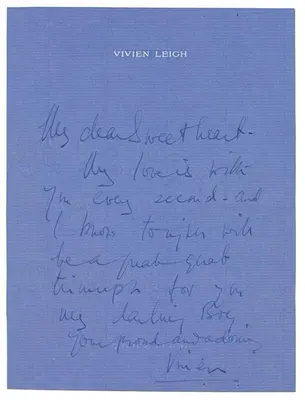 VIVIEN LEIGH
My dear Sweetheart -
My love is with
you every second - and
I know tonight will
be a great great
triumph for you
my darling Boy
your proud and adoring
Vivien